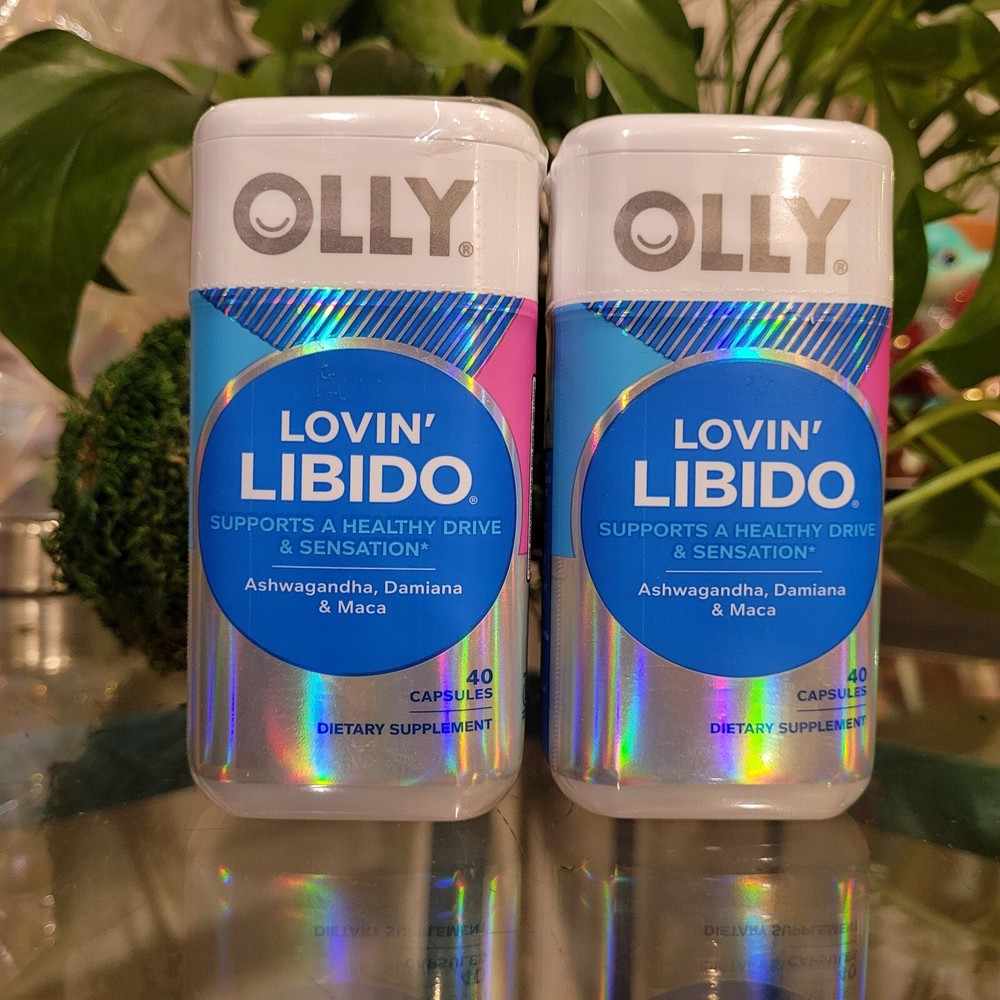 OLLY®
LOVIN'
LIBIDO®
SUPPORTS A HEALTHY DRIVE
& SENSATION*
Ashwagandha, Damiana
& Maca
40
CAPSULES
DIETARY SUPPLEMENT
OLLY®
LOVIN'
LIBIDO®
SUPPORTS A HEALTHY DRIVE
& SENSATION*
Ashwagandha, Damiana
& Maca
40
CAPSULES
DIETARY SUPPLEMENT